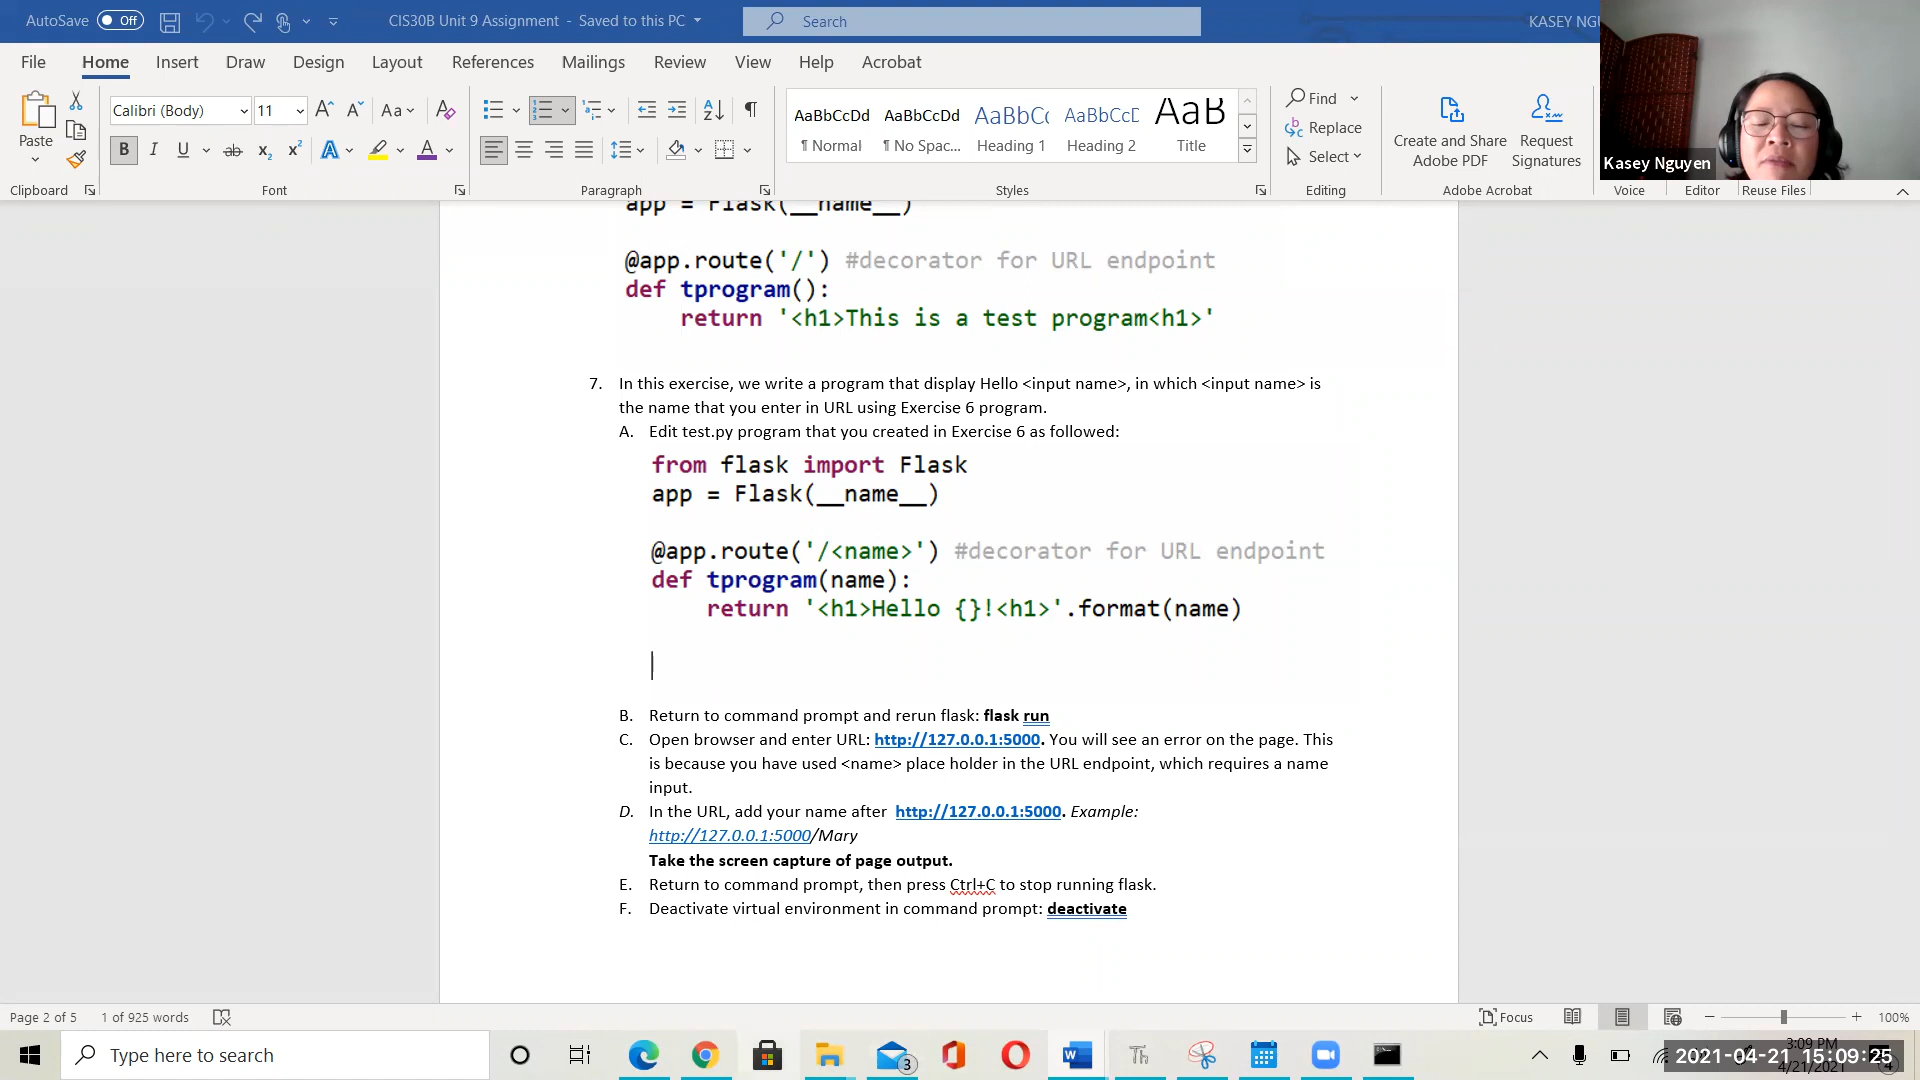 AutoSave Off CIS30B Unit 9 Assignment - Saved to this PC Search KASEY
File Home Insert Draw Design Layout References Mailings Review View Help Acrobat
Calibri (Body) 11 Aa
AaBbCcDd AaBbCcDd AaBbCc AaBbCcD AaB
Find
Paste
Replace
Create and Share Request
¶ Normal ¶ No Spac... Heading 1 Heading 2 Title
Select
Adobe PDF Signatures
Kasey Nguyen
Clipboard Font Paragraph Styles Editing Adobe Acrobat Voice Editor Reuse Files
app = Flask(__name__)
@app.route('/') #decorator for URL endpoint
def tprogram():
return '<h1>This is a test program<h1>'
7. In this exercise, we write a program that display Hello <input name>, in which <input name> is
the name that you enter in URL using Exercise 6 program.
A. Edit test.py program that you created in Exercise 6 as followed:
from flask import Flask
app = Flask(__name__)
@app.route('/<name>') #decorator for URL endpoint
def tprogram(name):
return '<h1>Hello {}!<h1>'.format(name)
B. Return to command prompt and rerun flask: flask run
C. Open browser and enter URL: http://127.0.0.1:5000. You will see an error on the page. This
is because you have used <name> place holder in the URL endpoint, which requires a name
input.
D. In the URL, add your name after http://127.0.0.1:5000. Example:
http://127.0.0.1:5000/Mary
Take the screen capture of page output.
E. Return to command prompt, then press Ctrl+C to stop running flask.
F. Deactivate virtual environment in command prompt: deactivate
Page 2 of 5 1 of 925 words Focus 100%
Type here to search 3
3:09 PM
2021-04-21 15:09:25